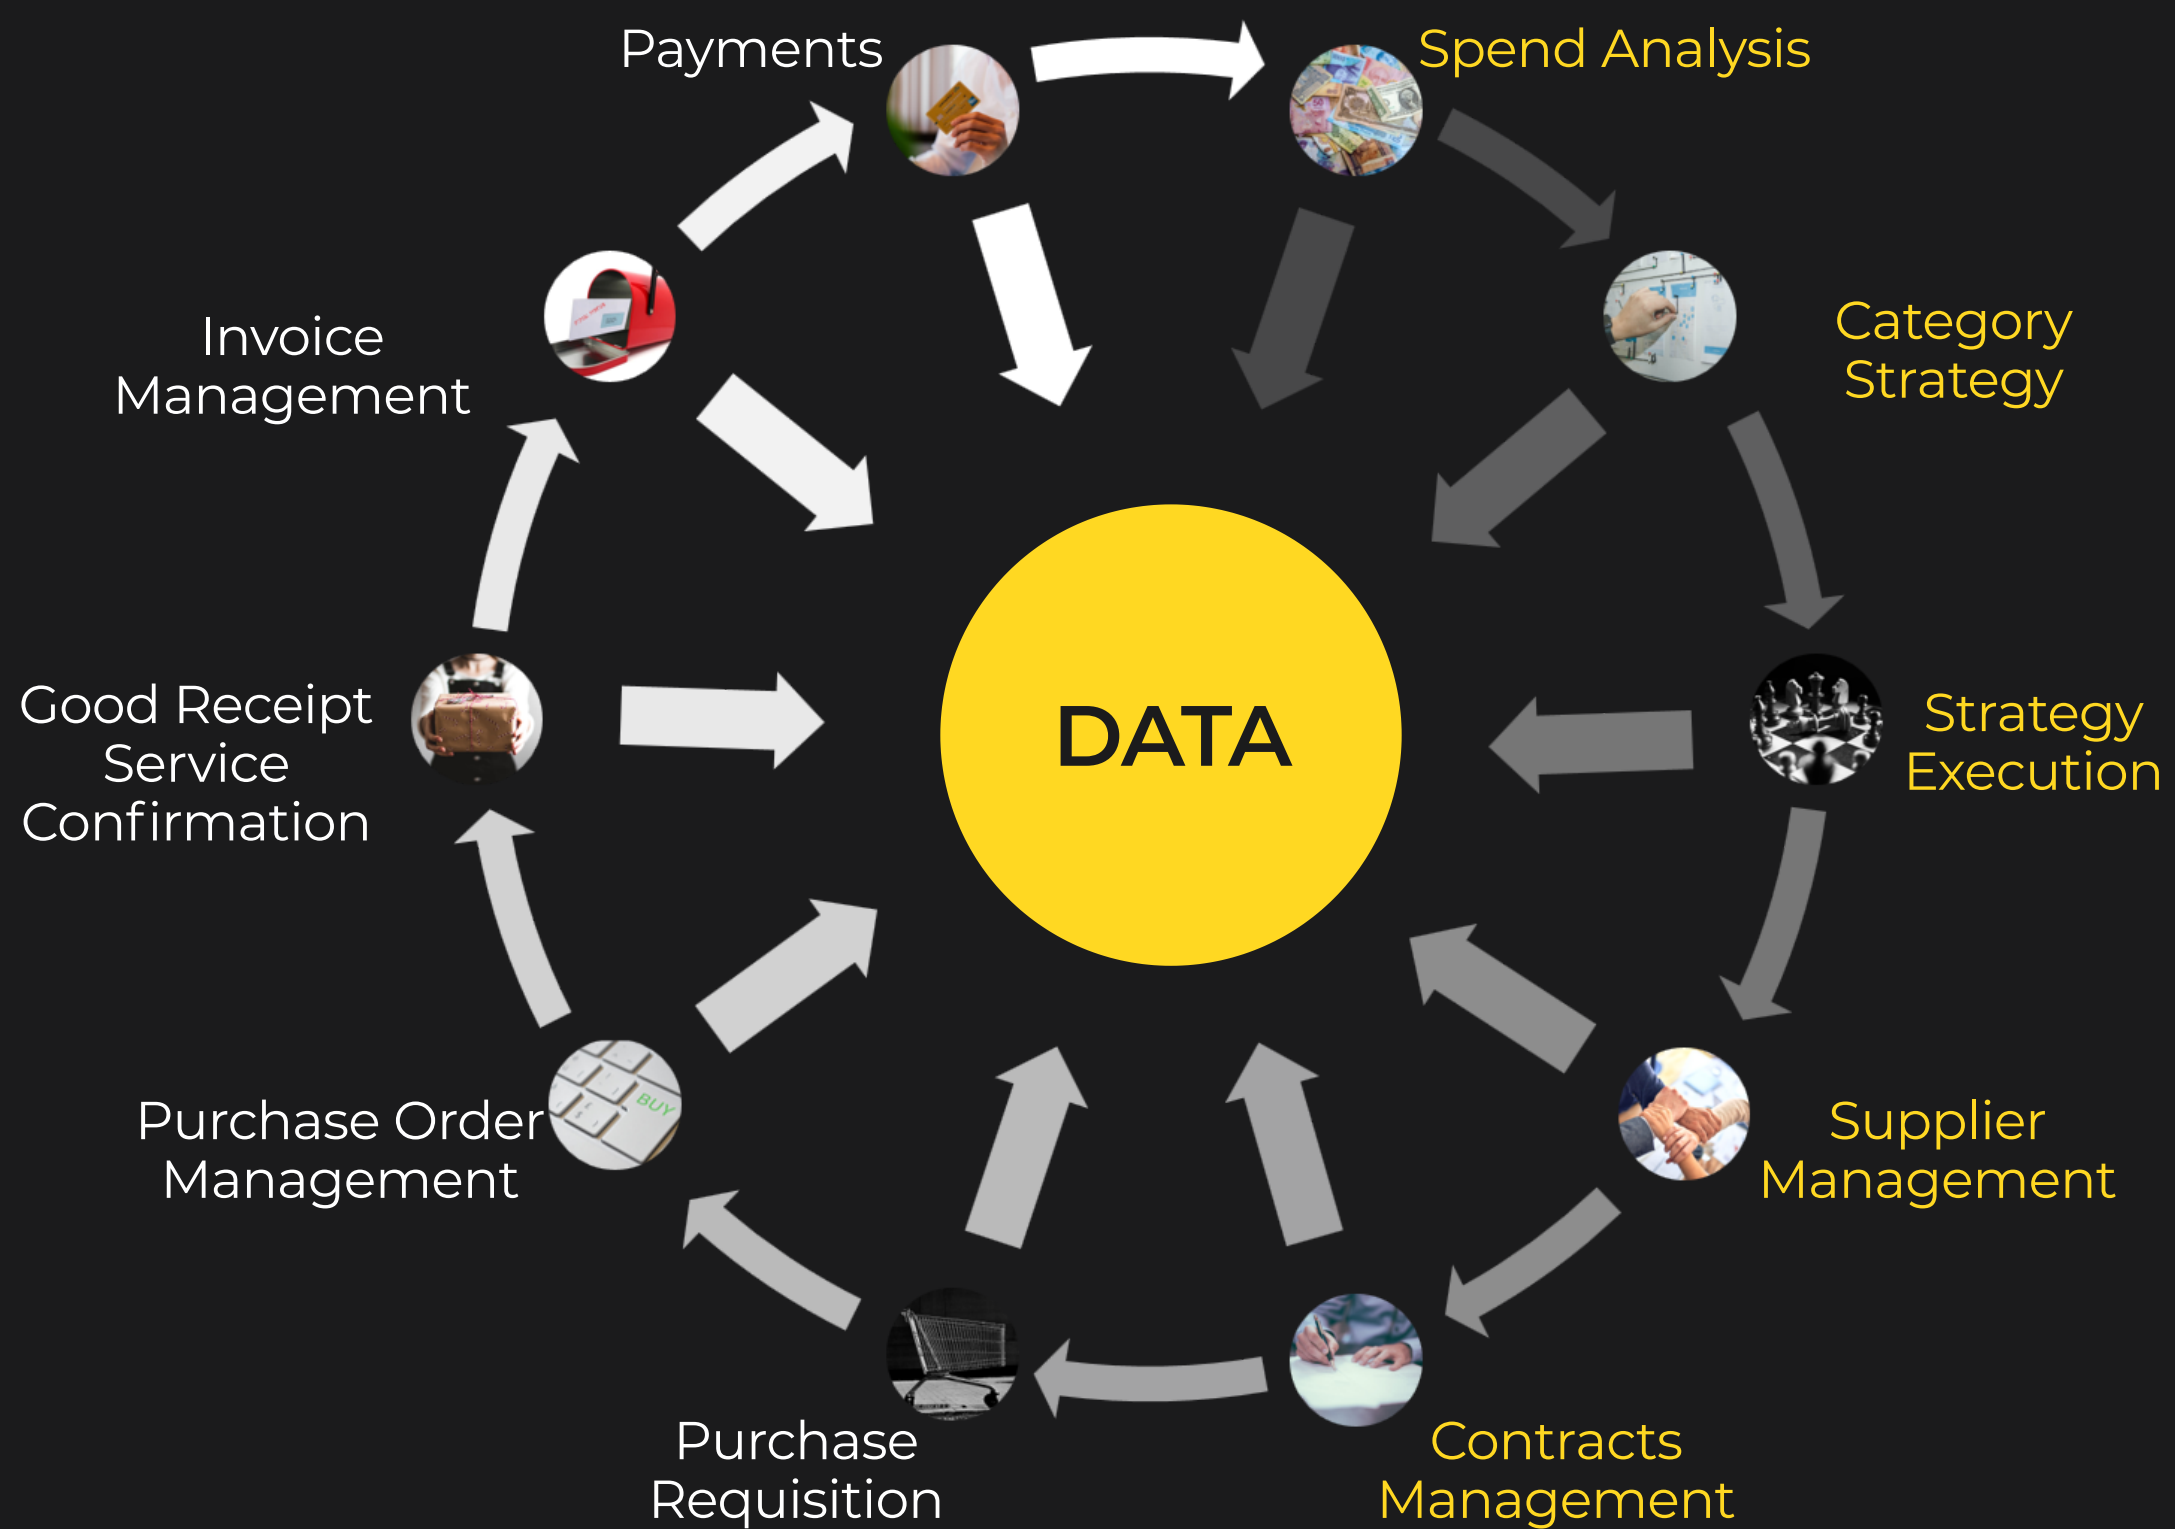 Payments
Spend Analysis
Category
Strategy
Strategy
Execution
Supplier
Management
Contracts
Management
Purchase
Requisition
Purchase Order
Management
BUY
Good Receipt
Service
Confirmation
Invoice
Management
DATA